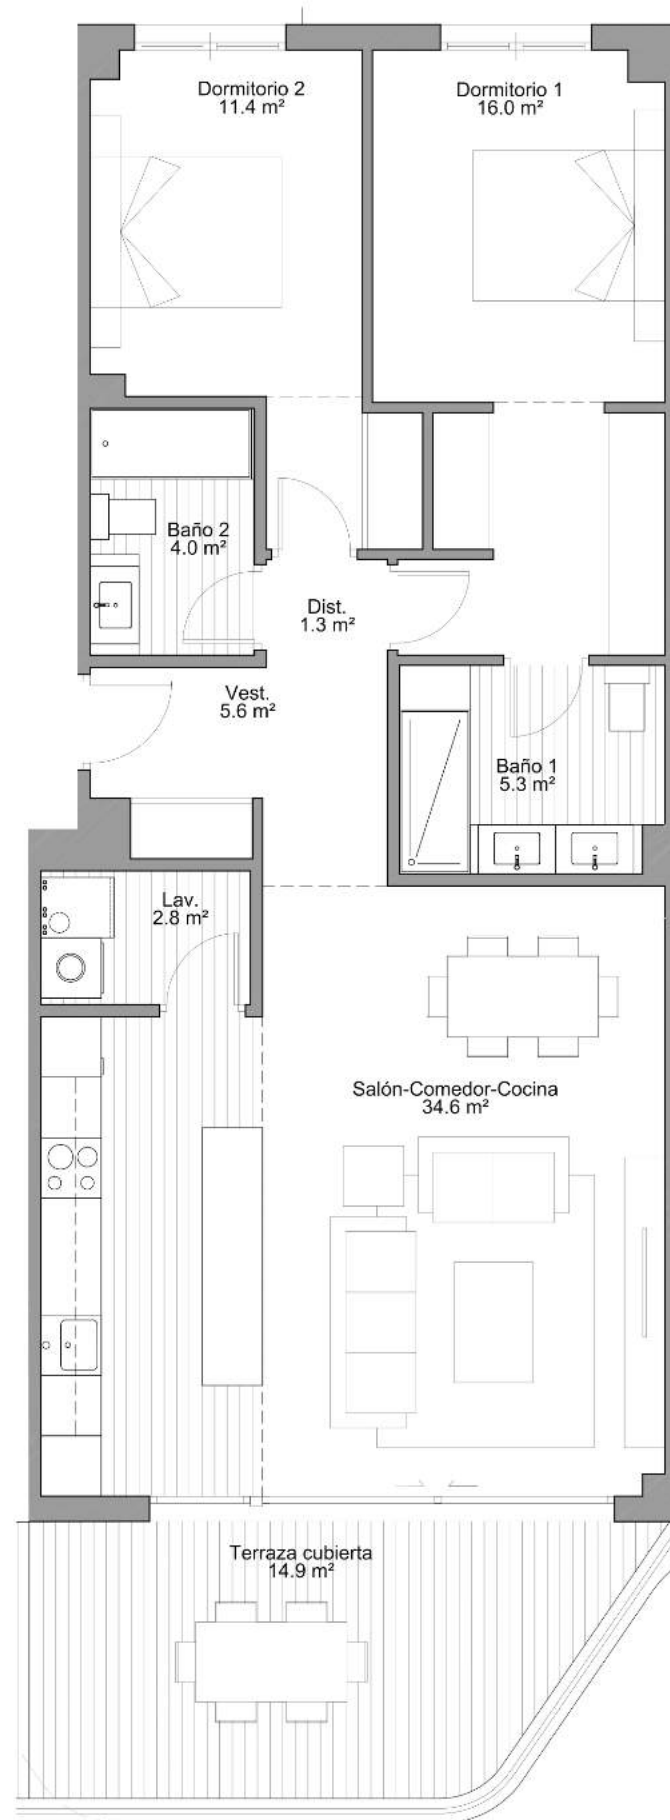 Dormitorio 2
11.4 m²
Dormitorio 1
16.0 m²
Baño 2
4.0 m²
Dist.
1.3 m²
Vest.
5.6 m²
Baño 1
5.3 m²
Lav.
2.8 m²
Salón-Comedor-Cocina
34.6 m²
Terraza cubierta
14.9 m²